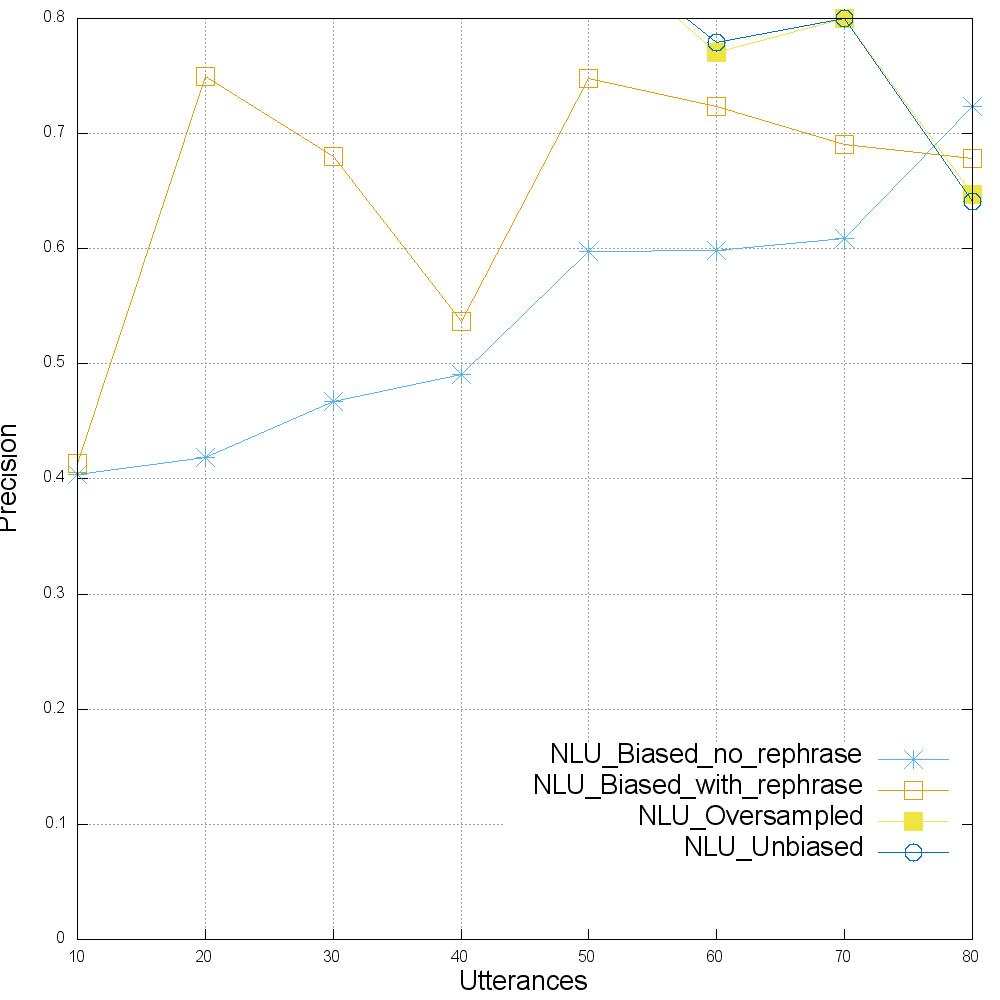 0.8
0.7
0.6
0.5
0.4
0.3
0.2
0.1
0
Precision
NLU_Biased_no_rephrase
NLU_Biased_with_rephrase
NLU_Oversampled
NLU_Unbiased
10 20 30 40 50 60 70 80
Utterances